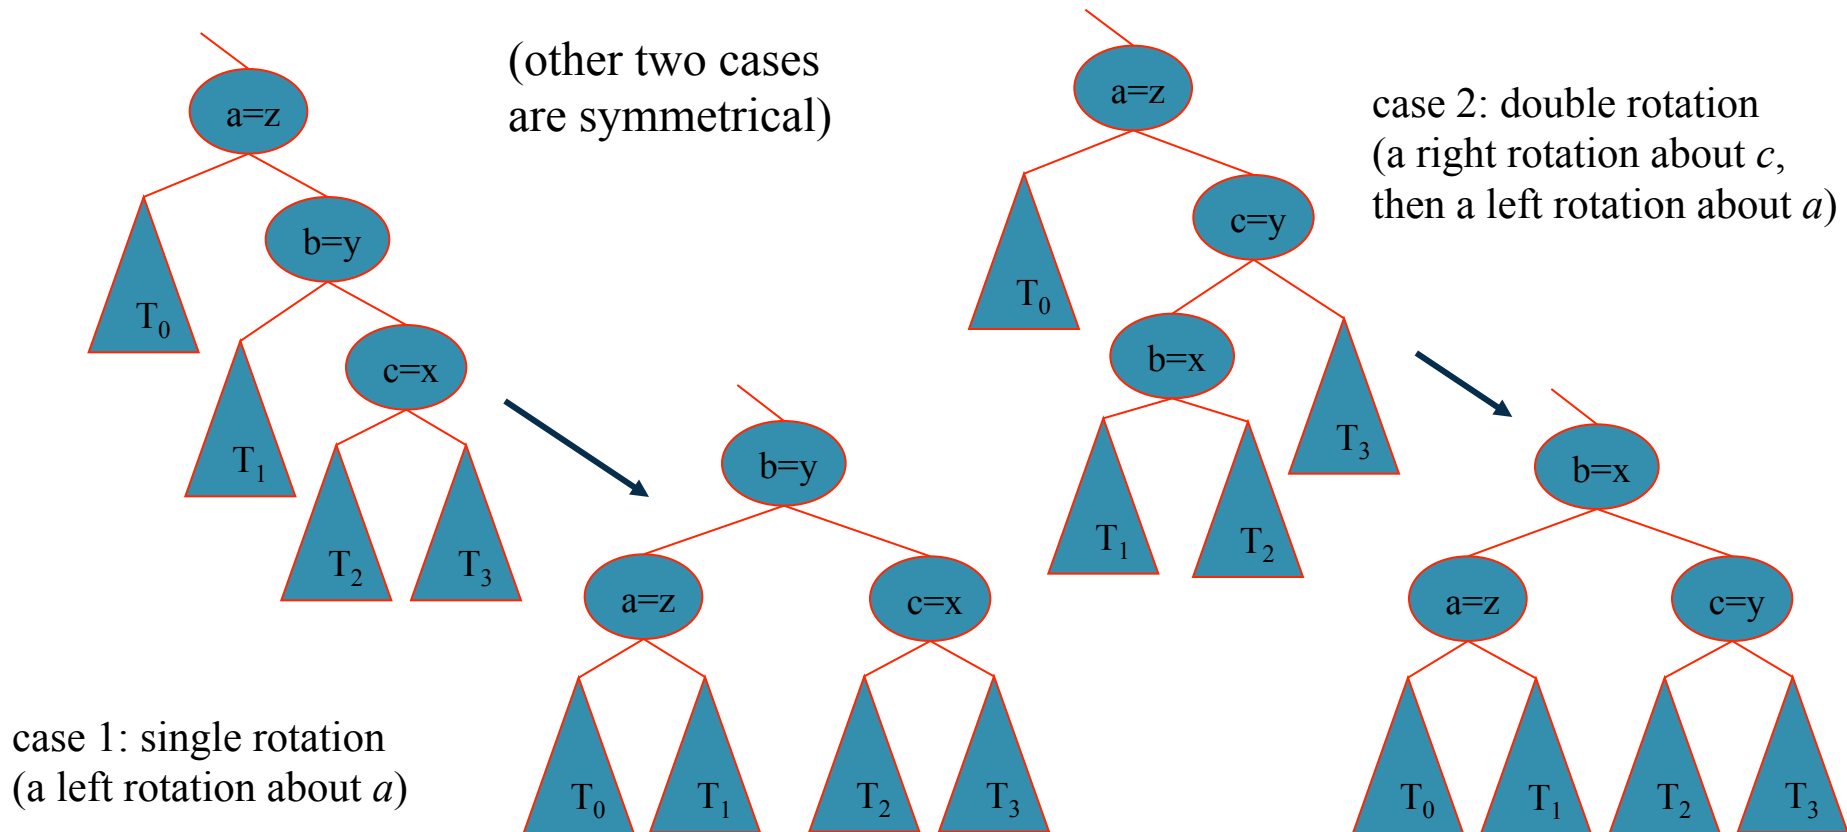 (other two cases
are symmetrical)
a=z
b=y
c=x
T₀
T₁
T₂
T₃
b=y
a=z
c=x
T₀
T₁
T₂
T₃
case 1: single rotation
(a left rotation about a)
a=z
c=y
b=x
T₀
T₁
T₂
T₃
case 2: double rotation
(a right rotation about c,
then a left rotation about a)
b=x
a=z
c=y
T₀
T₁
T₂
T₃